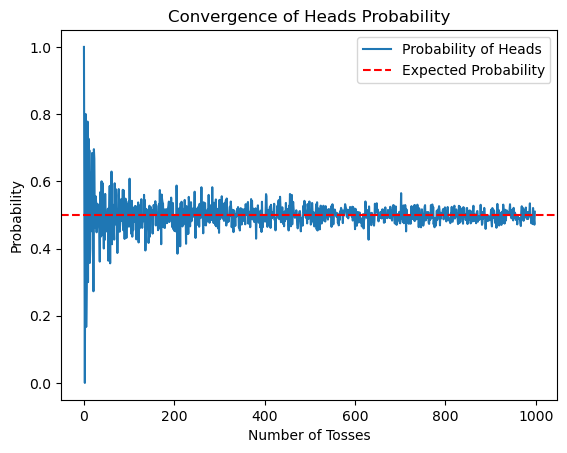 Convergence of Heads Probability
Probability of Heads
Expected Probability
1.0
0.8
0.6
0.4
0.2
0.0
Probability
0 200 400 600 800 1000
Number of Tosses